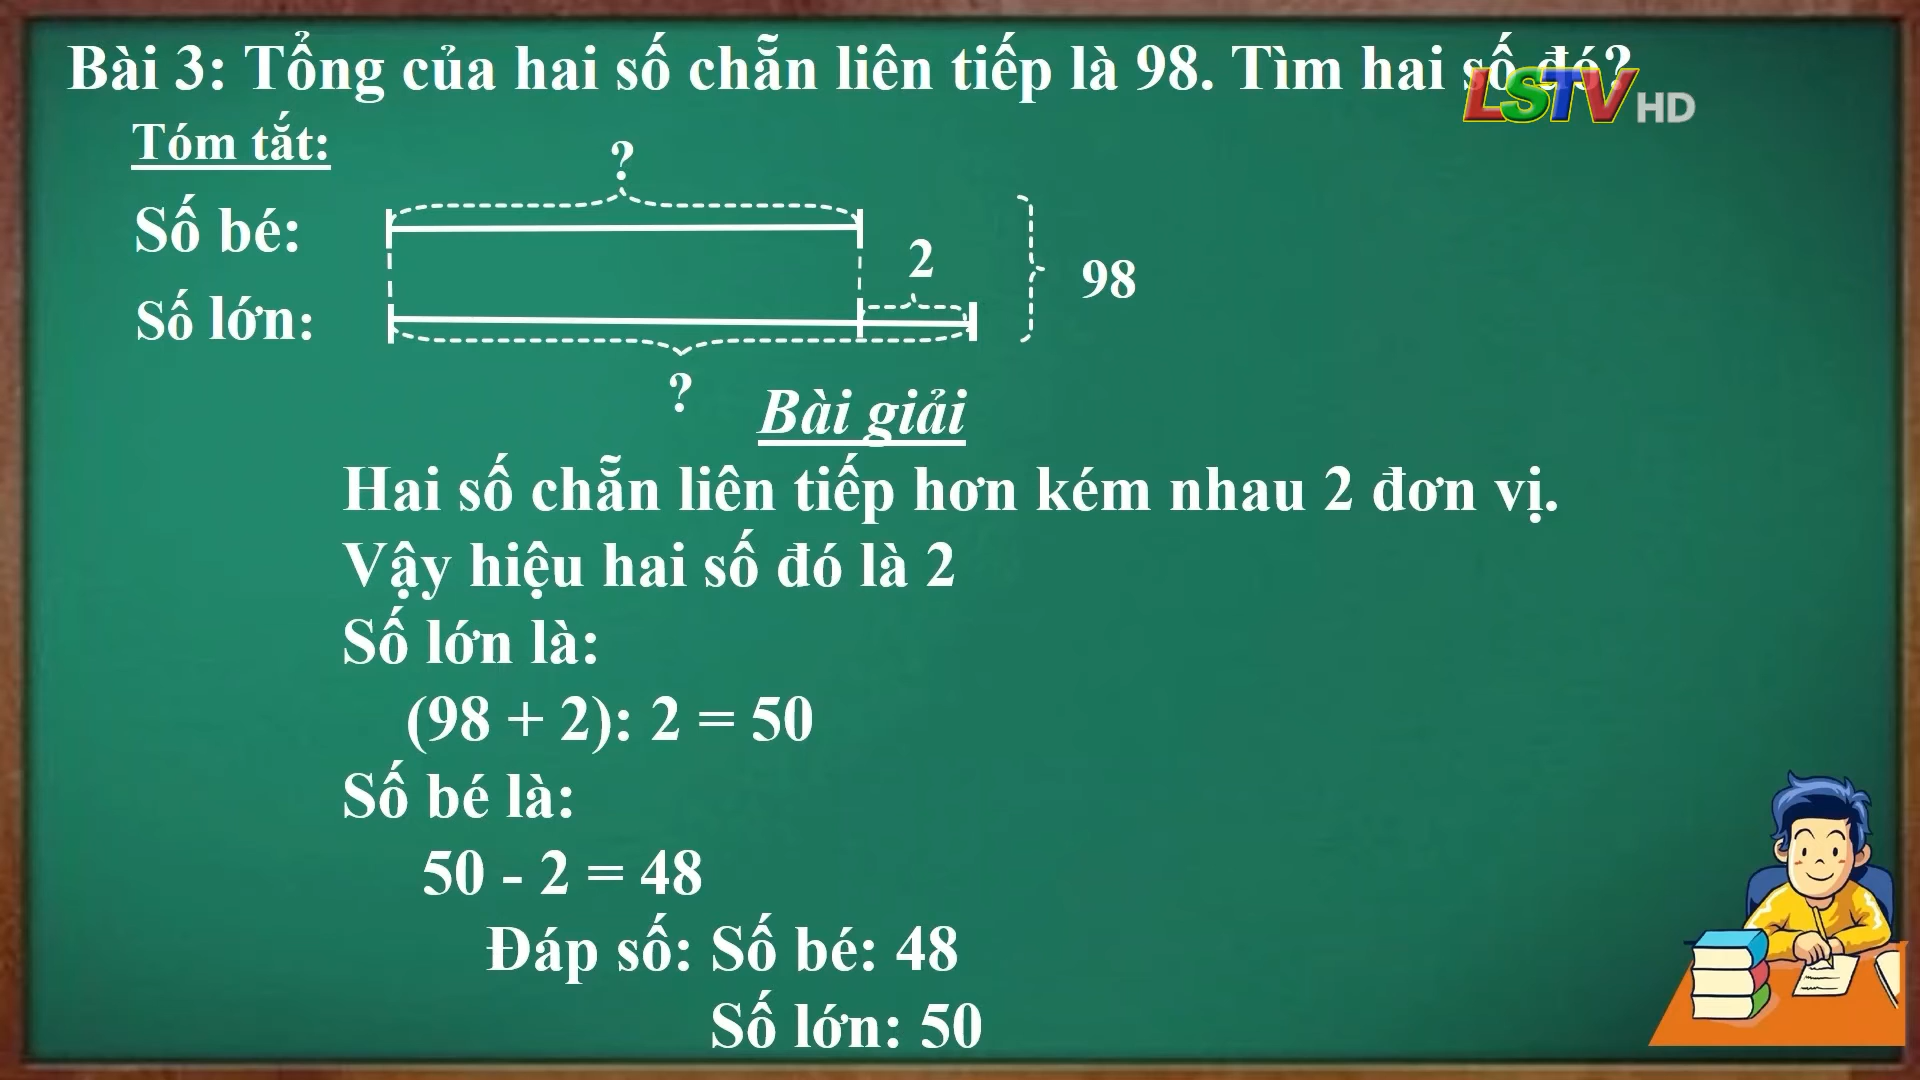 Bài 3: Tổng của hai số chẵn liên tiếp là 98. Tìm hai số đó?
LSTV HD
Tóm tắt:
?
Số bé:
2
98
Số lớn:
?
Bài giải
Hai số chẵn liên tiếp hơn kém nhau 2 đơn vị.
Vậy hiệu hai số đó là 2
Số lớn là:
(98 + 2): 2 = 50
Số bé là:
50 - 2 = 48
Đáp số: Số bé: 48
Số lớn: 50